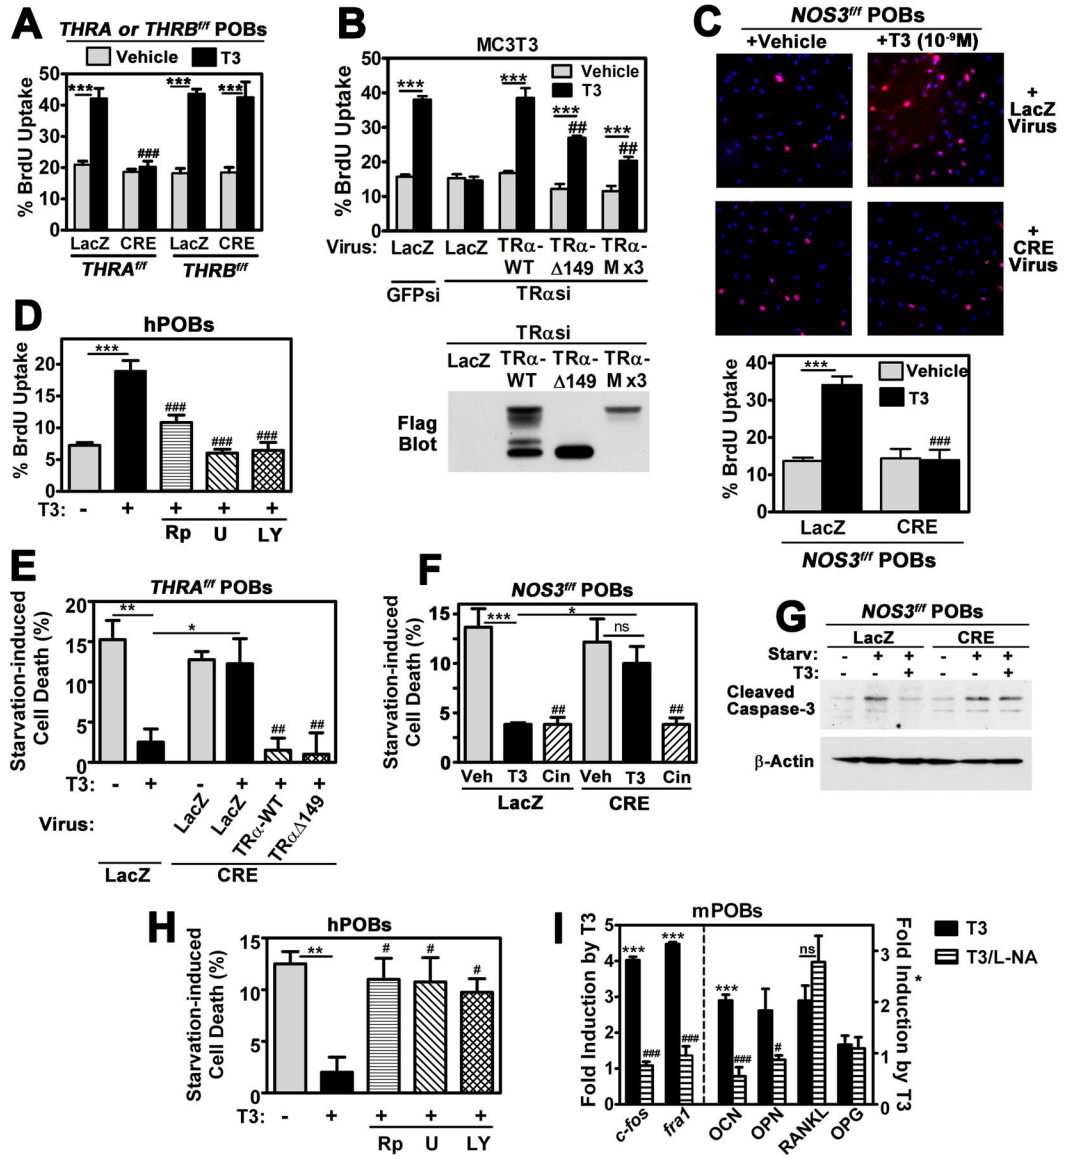 A
THRA or THRBf/f POBs
Vehicle T3
% BrdU Uptake
50
40
30
20
10
0
*** ### *** ***
LacZ CRE LacZ CRE
THRAf/f THRBf/f
B
MC3T3
Vehicle
T3
% BrdU Uptake
50
40
30
20
10
0
*** *** *** ## *** ##
Virus: LacZ LacZ TRα-WT TRα-Δ149 TRα-M x3
GFPsi TRαsi
TRαsi
LacZ TRα-WT TRα-Δ149 TRα-M x3
Flag Blot
C
NOS3f/f POBs
+Vehicle +T3 (10-9M)
+ LacZ Virus
+ CRE Virus
% BrdU Uptake
40
30
20
10
0
Vehicle
T3
*** ###
LacZ CRE
NOS3f/f POBs
D
hPOBs
% BrdU Uptake
20
15
10
5
0
*** ### ### ###
T3: - + + + +
Rp U LY
E
THRAf/f POBs
Starvation-induced Cell Death (%)
20
15
10
5
0
** * ## ##
T3: - + - + + +
Virus: LacZ LacZ TRα-WT TRαΔ149
LacZ CRE
F
NOS3f/f POBs
Starvation-induced Cell Death (%)
15
10
5
0
*** * ns ## ##
Veh T3 Cin Veh T3 Cin
LacZ CRE
G
NOS3f/f POBs
LacZ CRE
Starv: - + + - + +
T3: - - + - - +
Cleaved Caspase-3
β-Actin
H
hPOBs
Starvation-induced Cell Death (%)
15
10
5
0
** # # #
T3: - + + + +
Rp U LY
I
mPOBs
T3
T3/L-NA
Fold Induction by T3
5
4
3
2
1
0
*** ### *** ### *** ### # ns
Fold Induction by T3
*
3
2
1
0
c-fos fra1 OCN OPN RANKL OPG